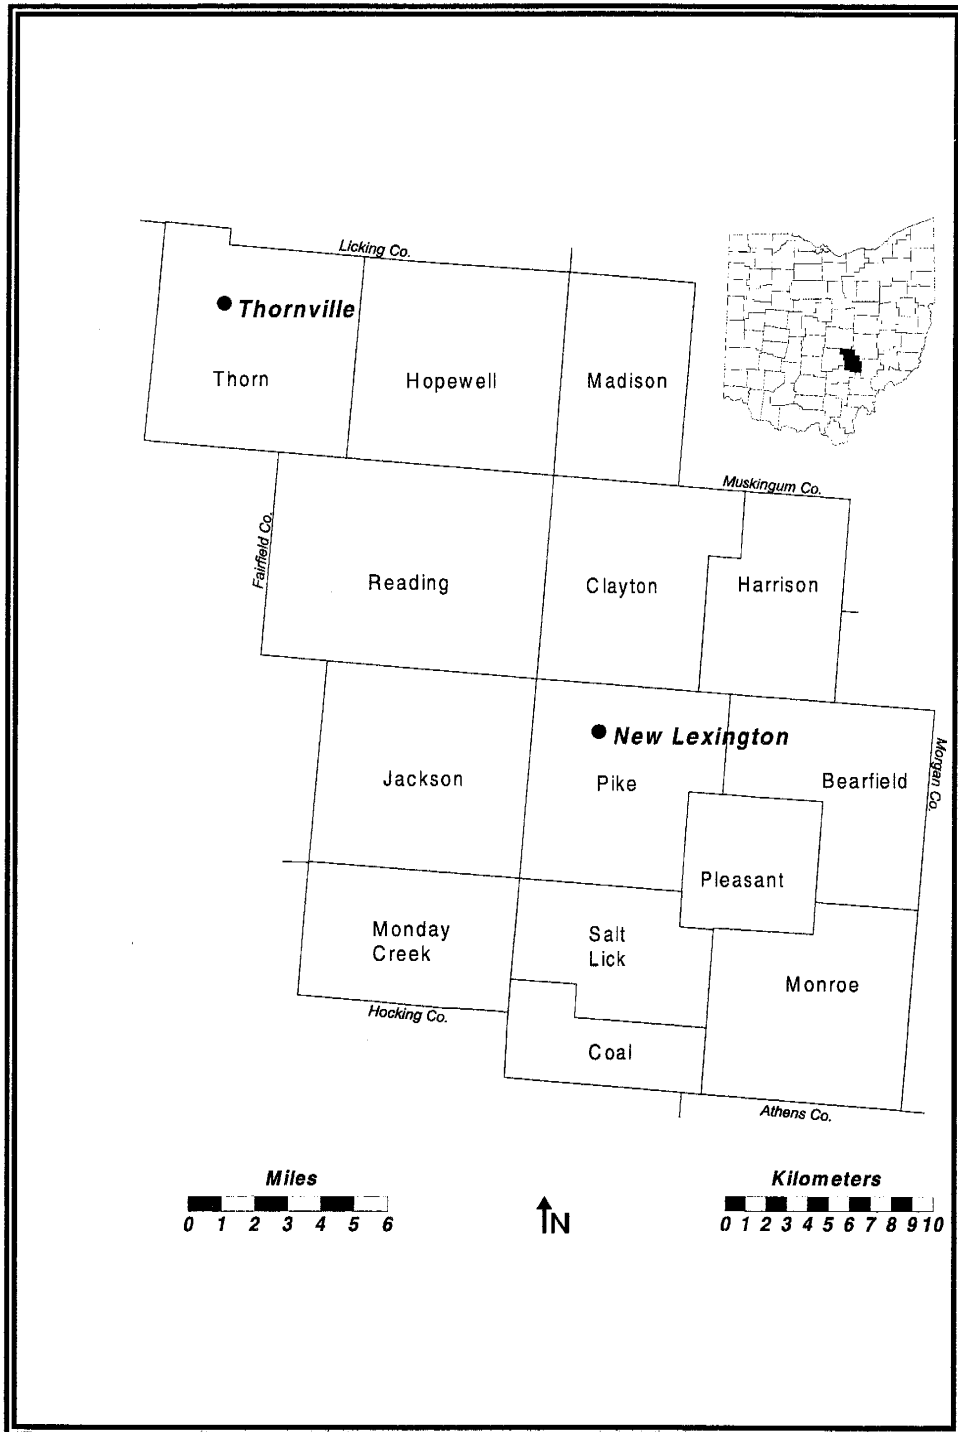 Licking Co.
Thornville
Thorn
Hopewell
Madison
Muskingum Co.
Fairfield Co.
Reading
Clayton
Harrison
New Lexington
Morgan Co.
Jackson
Pike
Bearfield
Pleasant
Monday
Creek
Salt
Lick
Monroe
Hocking Co.
Coal
Athens Co.
Miles
0 1 2 3 4 5 6
N
Kilometers
0 1 2 3 4 5 6 7 8 9 10